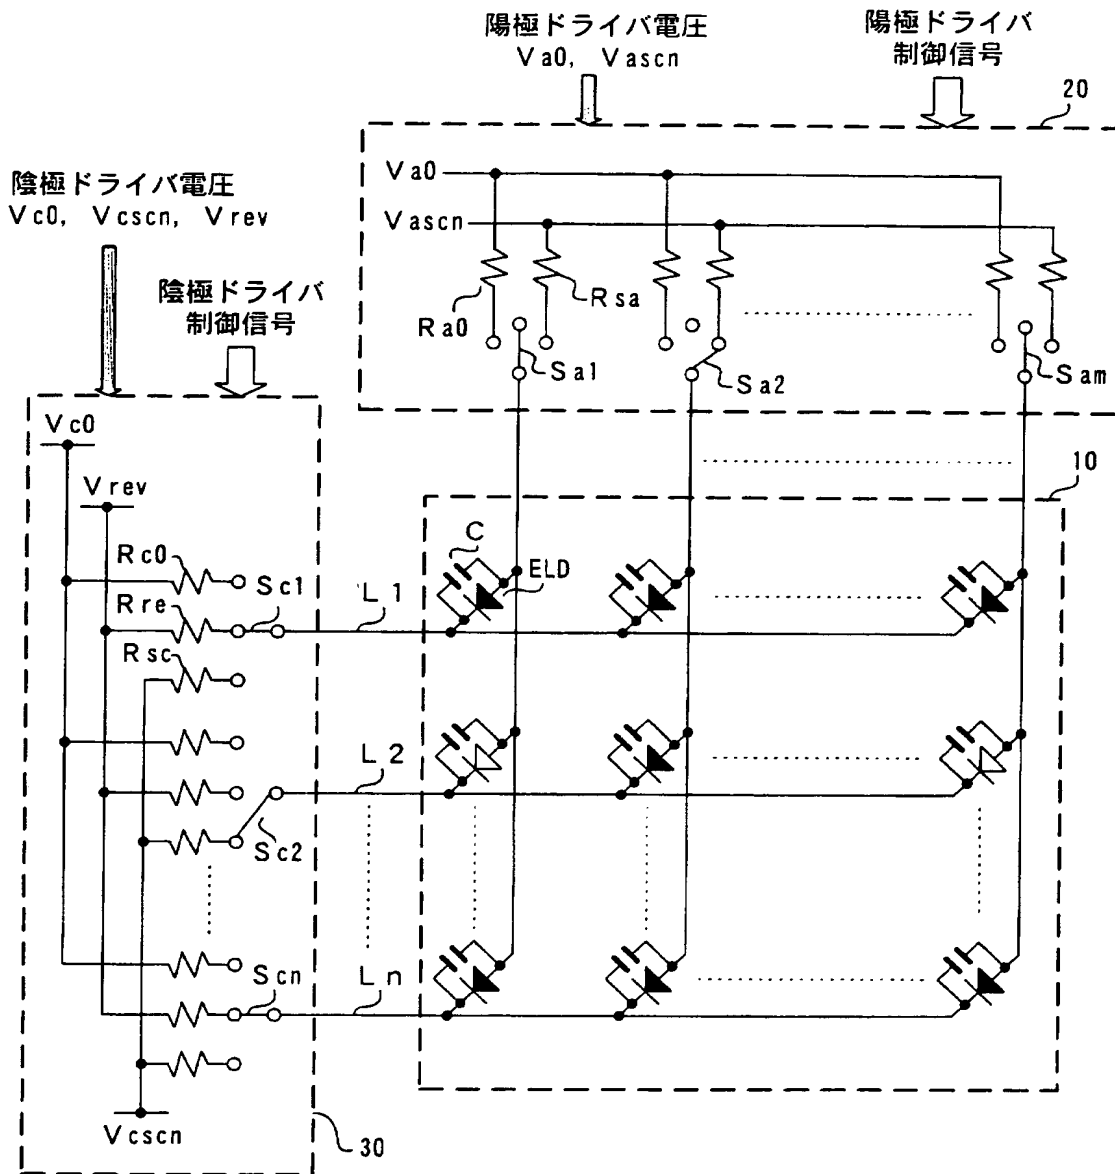 陽極ドライバ電圧
Va0, Vascn
陽極ドライバ
制御信号
20
陰極ドライバ電圧
Vc0, Vcscn, Vrev
陰極ドライバ
制御信号
Va0
Vascn
Ra0
Rsa
Sa1
Sa2
Sam
10
Vc0
Vrev
Rc0
Sc1
Rre
Rsc
L1
C
ELD
L2
Sc2
Scn
Ln
Vcscn
30